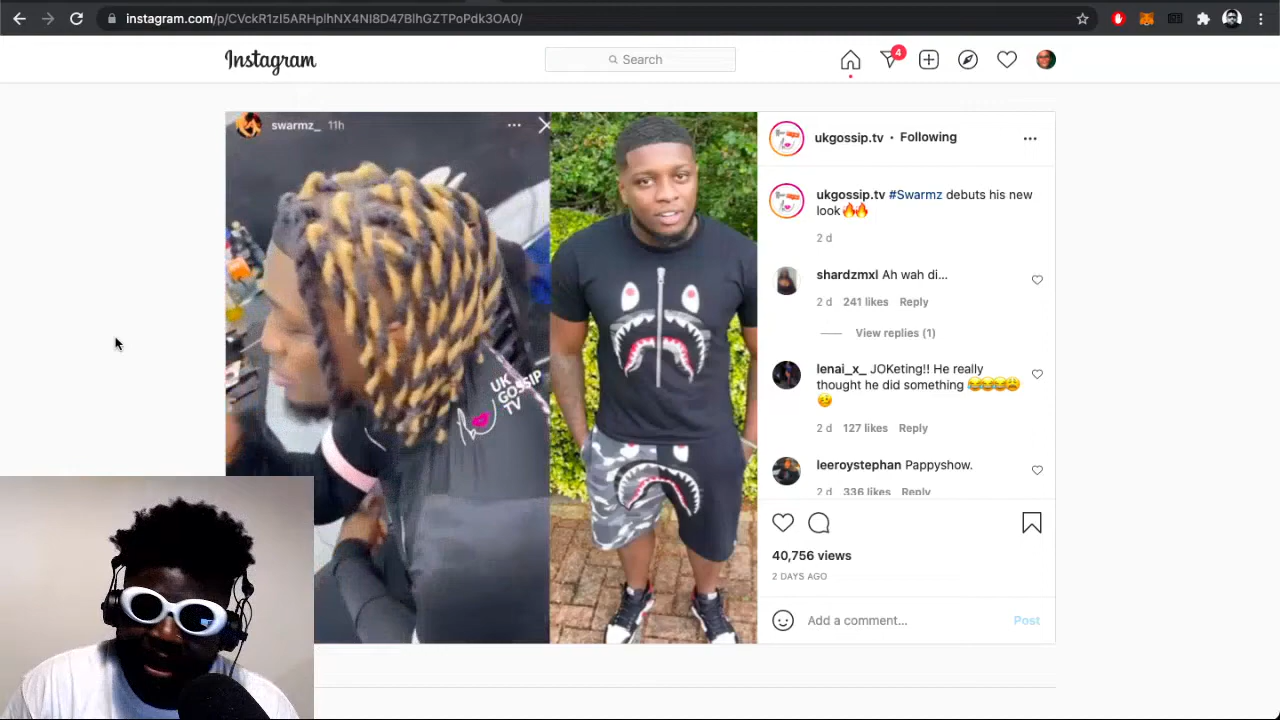 instagram.com/p/CVckR1zI5ARHplhNX4NI8D47BlhGZTPoPdk3OA0/
Instagram
Search
4
swarmz_ 11h
UK
GOSSIP
TV
ukgossip.tv • Following
ukgossip.tv #Swarmz debuts his new
look🔥🔥
2 d
shardzmxl Ah wah di...
2 d 241 likes Reply
View replies (1)
lenai_x_ JOKeting!! He really
thought he did something 😂😂😂😩
☺️
2 d 127 likes Reply
leeroystephan Pappyshow.
2 d 336 likes Reply
40,756 views
2 DAYS AGO
Add a comment...
Post